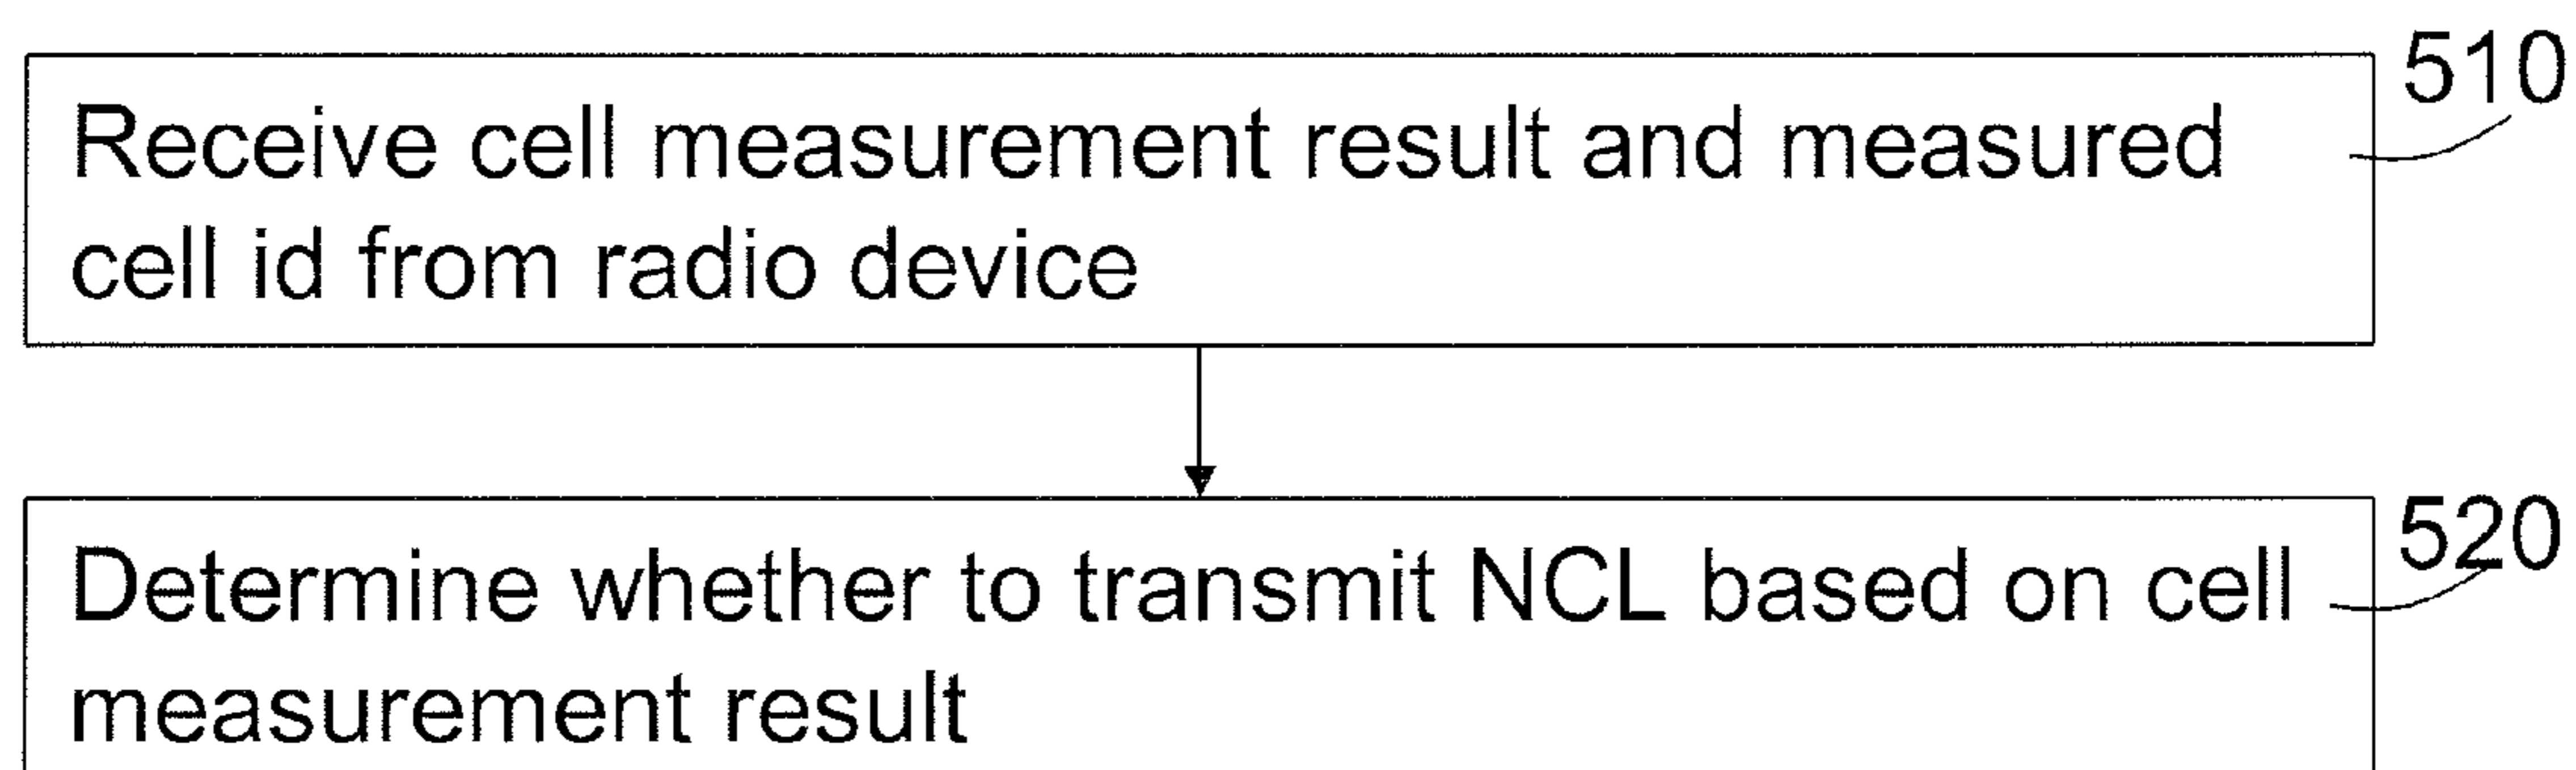 510
Receive cell measurement result and measured
cell id from radio device
520
Determine whether to transmit NCL based on cell
measurement result